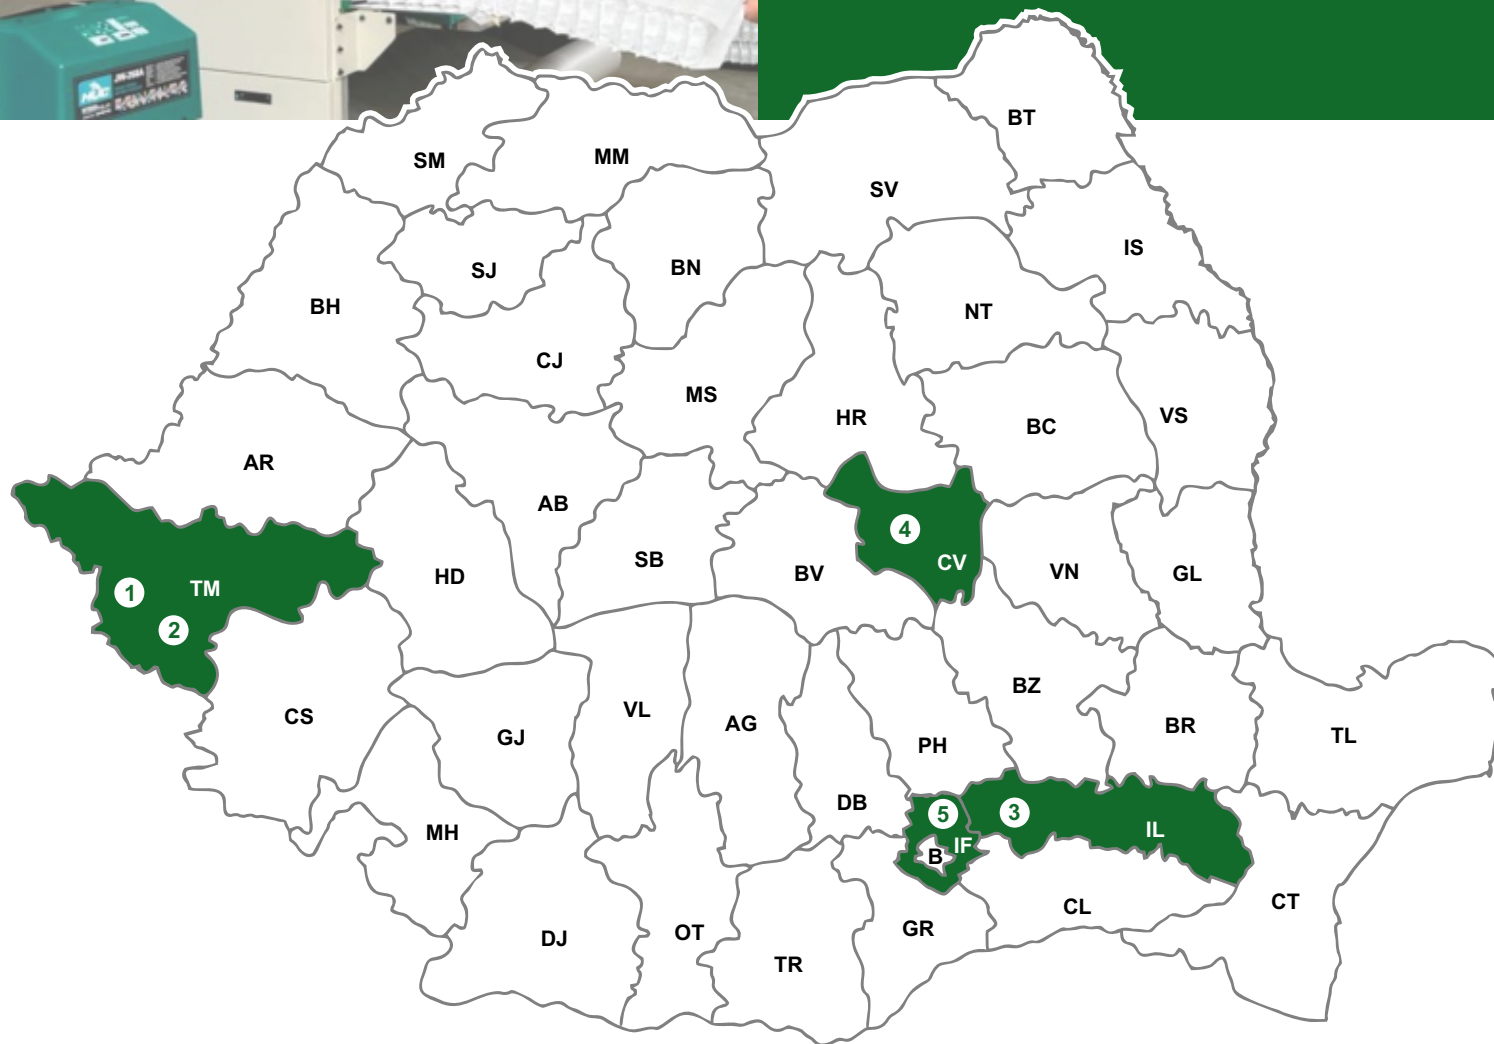 BT
SM
MM
SV
IS
SJ
BN
BH
NT
CJ
MS
HR
VS
BC
AR
AB
4
SB
CV
BV
VN
GL
HD
1
TM
2
BZ
CS
VL
AG
BR
TL
GJ
PH
DB
5
3
MH
IL
IF
B
CT
CL
GR
OT
DJ
TR